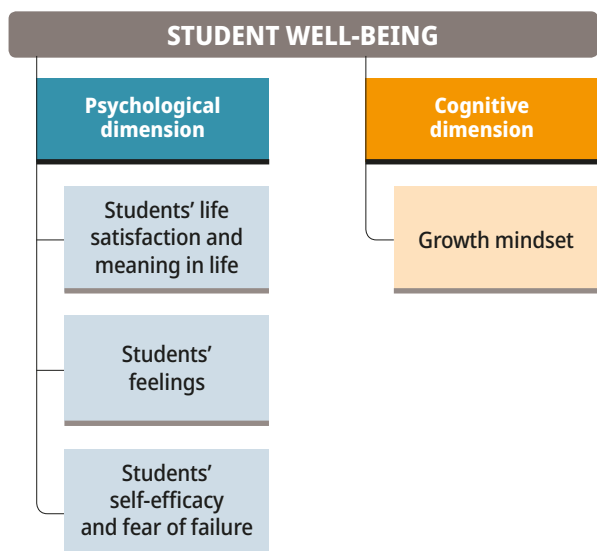 STUDENT WELL-BEING
Psychological
dimension
Students’ life
satisfaction and
meaning in life
Students’
feelings
Students’
self-efficacy
and fear of failure
Cognitive
dimension
Growth mindset